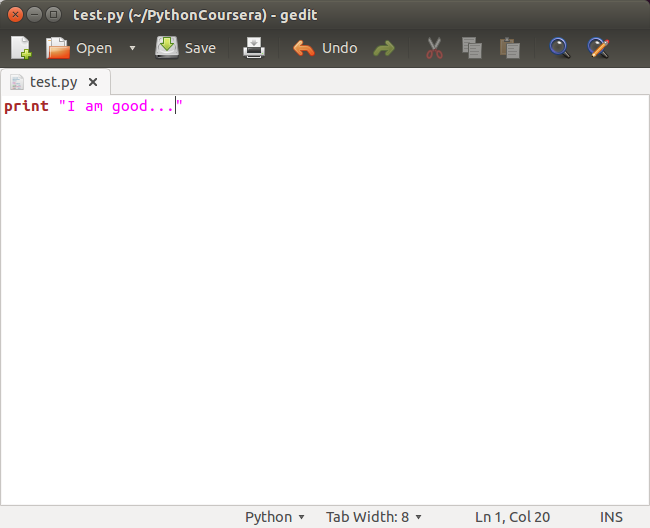 test.py (~/PythonCoursera) - gedit
Open Save Undo
test.py
print "I am good..."
Python Tab Width: 8 Ln 1, Col 20 INS